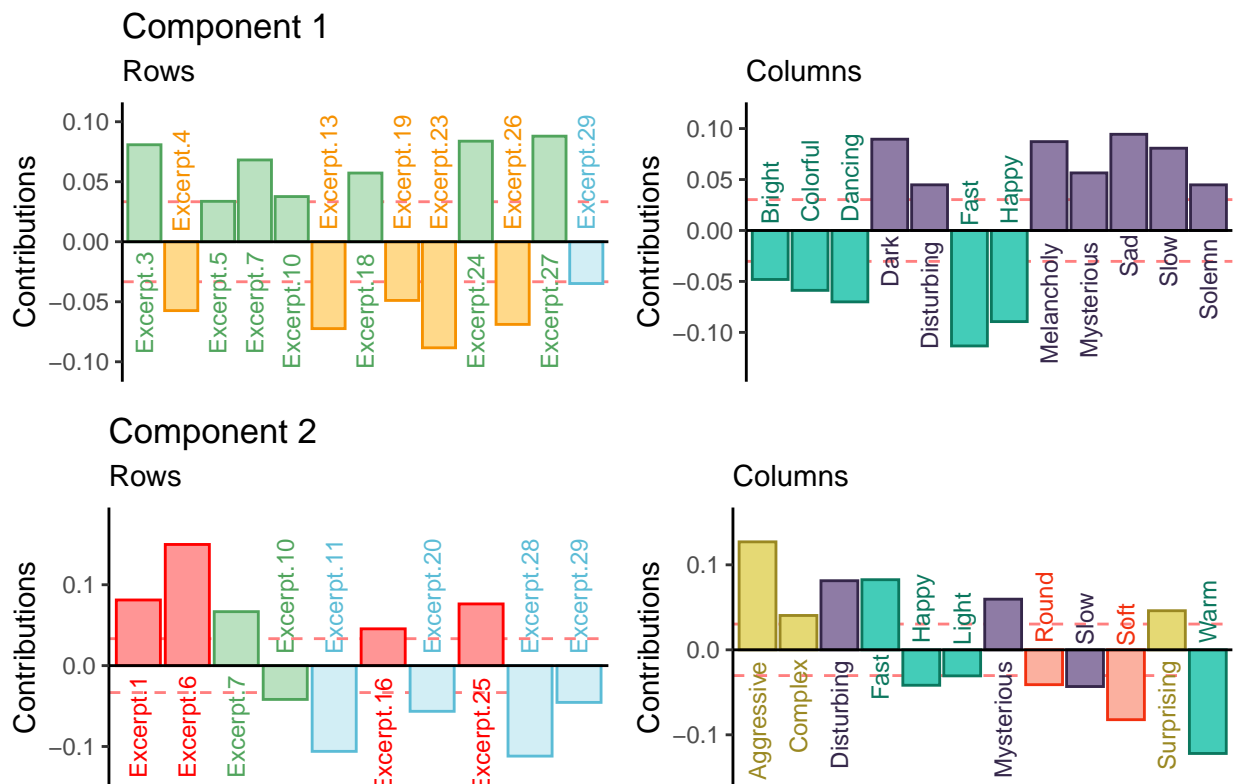 Component 1
Rows
Contributions
0.10
0.05
0.00
−0.05
−0.10
Excerpt.3
Excerpt.4
Excerpt.5
Excerpt.7
Excerpt.10
Excerpt.13
Excerpt.18
Excerpt.19
Excerpt.23
Excerpt.24
Excerpt.26
Excerpt.27
Excerpt.29
Columns
Contributions
0.10
0.05
0.00
−0.05
−0.10
Bright
Colorful
Dancing
Dark
Disturbing
Fast
Happy
Melancholy
Mysterious
Sad
Slow
Solemn
Component 2
Rows
Contributions
0.1
0.0
−0.1
Excerpt.1
Excerpt.6
Excerpt.7
Excerpt.10
Excerpt.11
Excerpt.16
Excerpt.20
Excerpt.25
Excerpt.28
Excerpt.29
Columns
Contributions
0.1
0.0
−0.1
Aggressive
Complex
Disturbing
Fast
Happy
Light
Mysterious
Round
Slow
Soft
Surprising
Warm